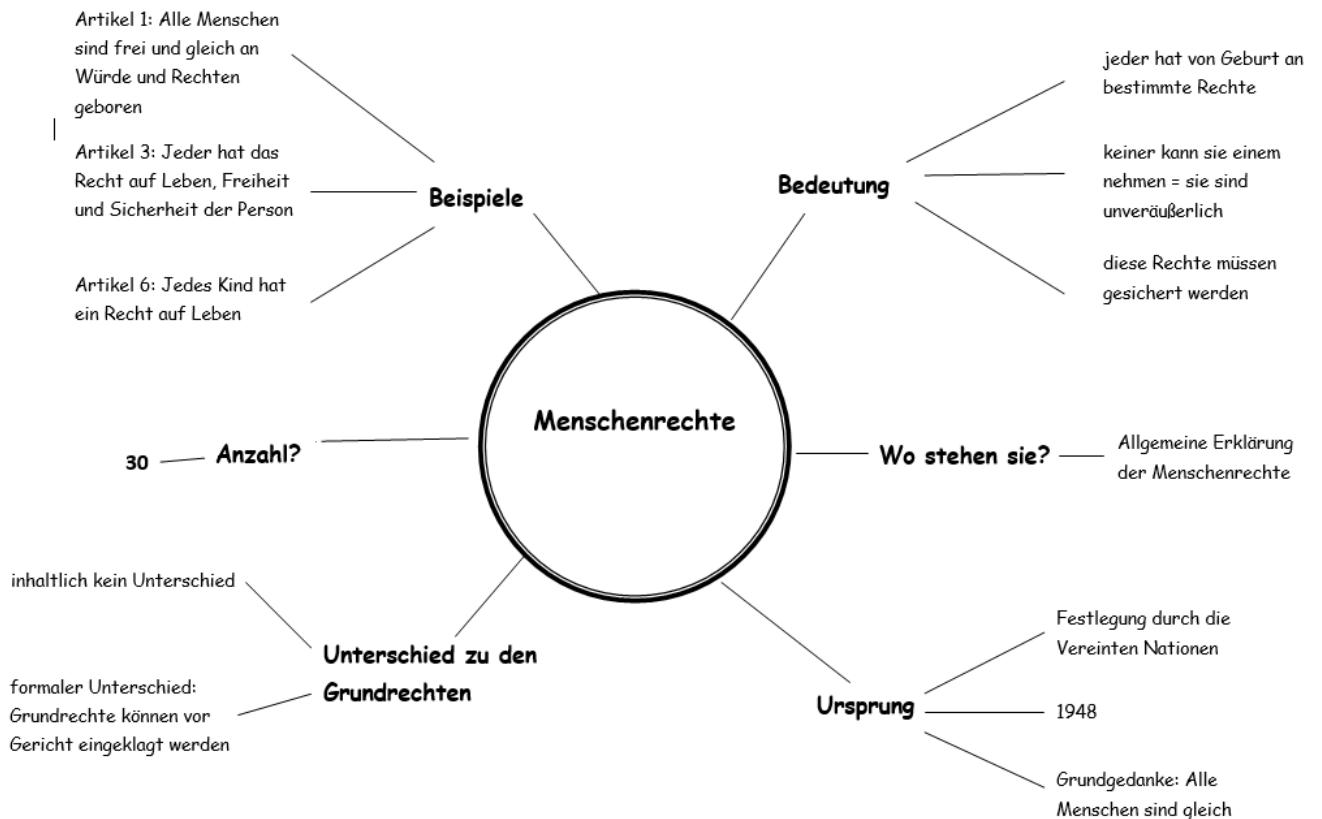 Artikel 1: Alle Menschen
sind frei und gleich an
Würde und Rechten
geboren
Artikel 3: Jeder hat das
Recht auf Leben, Freiheit
und Sicherheit der Person
Artikel 6: Jedes Kind hat
ein Recht auf Leben
Beispiele
Bedeutung
jeder hat von Geburt an
bestimmte Rechte
keiner kann sie einem
nehmen = sie sind
unveräußerlich
diese Rechte müssen
gesichert werden
Menschenrechte
30
Anzahl?
Wo stehen sie?
Allgemeine Erklärung
der Menschenrechte
inhaltlich kein Unterschied
formaler Unterschied:
Grundrechte können vor
Gericht eingeklagt werden
Unterschied zu den
Grundrechten
Ursprung
Festlegung durch die
Vereinten Nationen
1948
Grundgedanke: Alle
Menschen sind gleich